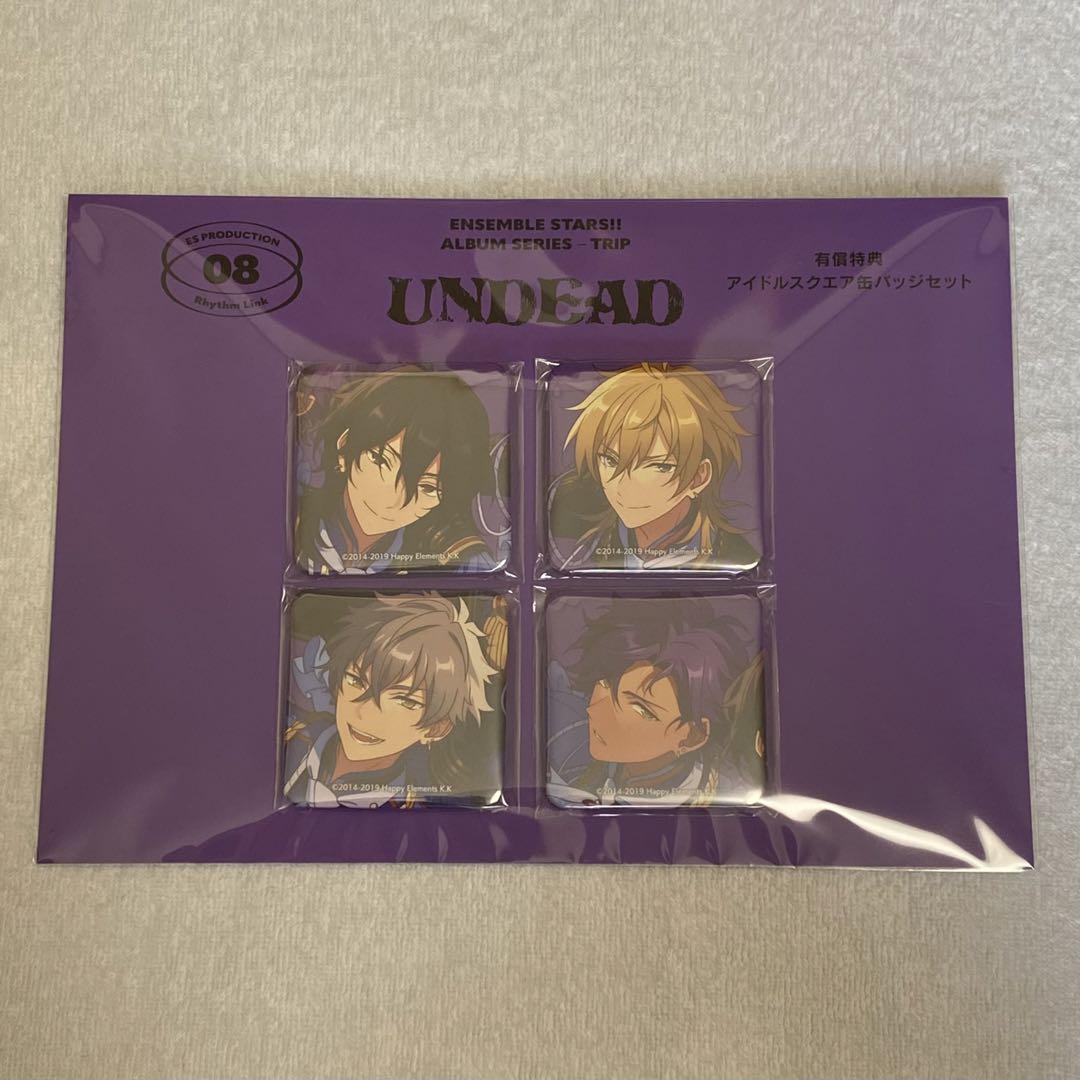 ES PRODUCTION
08
Rhythm Link
ENSEMBLE STARS!!
ALBUM SERIES – TRIP
UNDEAD
有償特典
アイドルスクエア缶バッジセット
©2014-2019 Happy Elements K.K
©2014-2019 Happy Elements K.K
©2014-2019 Happy Elements K.K
©2014-2019 Happy Elements K.K